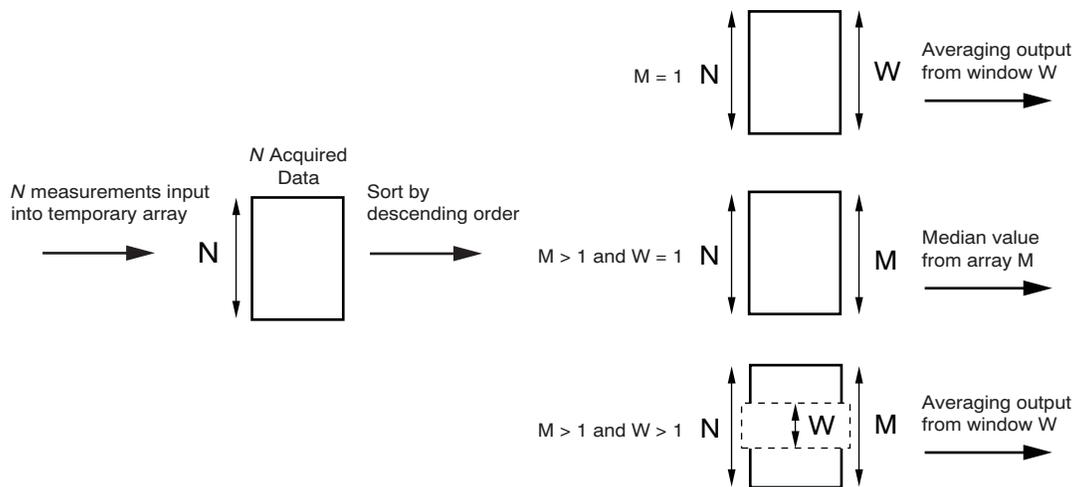 N measurements input
into temporary array
N
N Acquired
Data
Sort by
descending order
M = 1
N
W
Averaging output
from window W
M > 1 and W = 1
N
M
Median value
from array M
M > 1 and W > 1
N
W
M
Averaging output
from window W